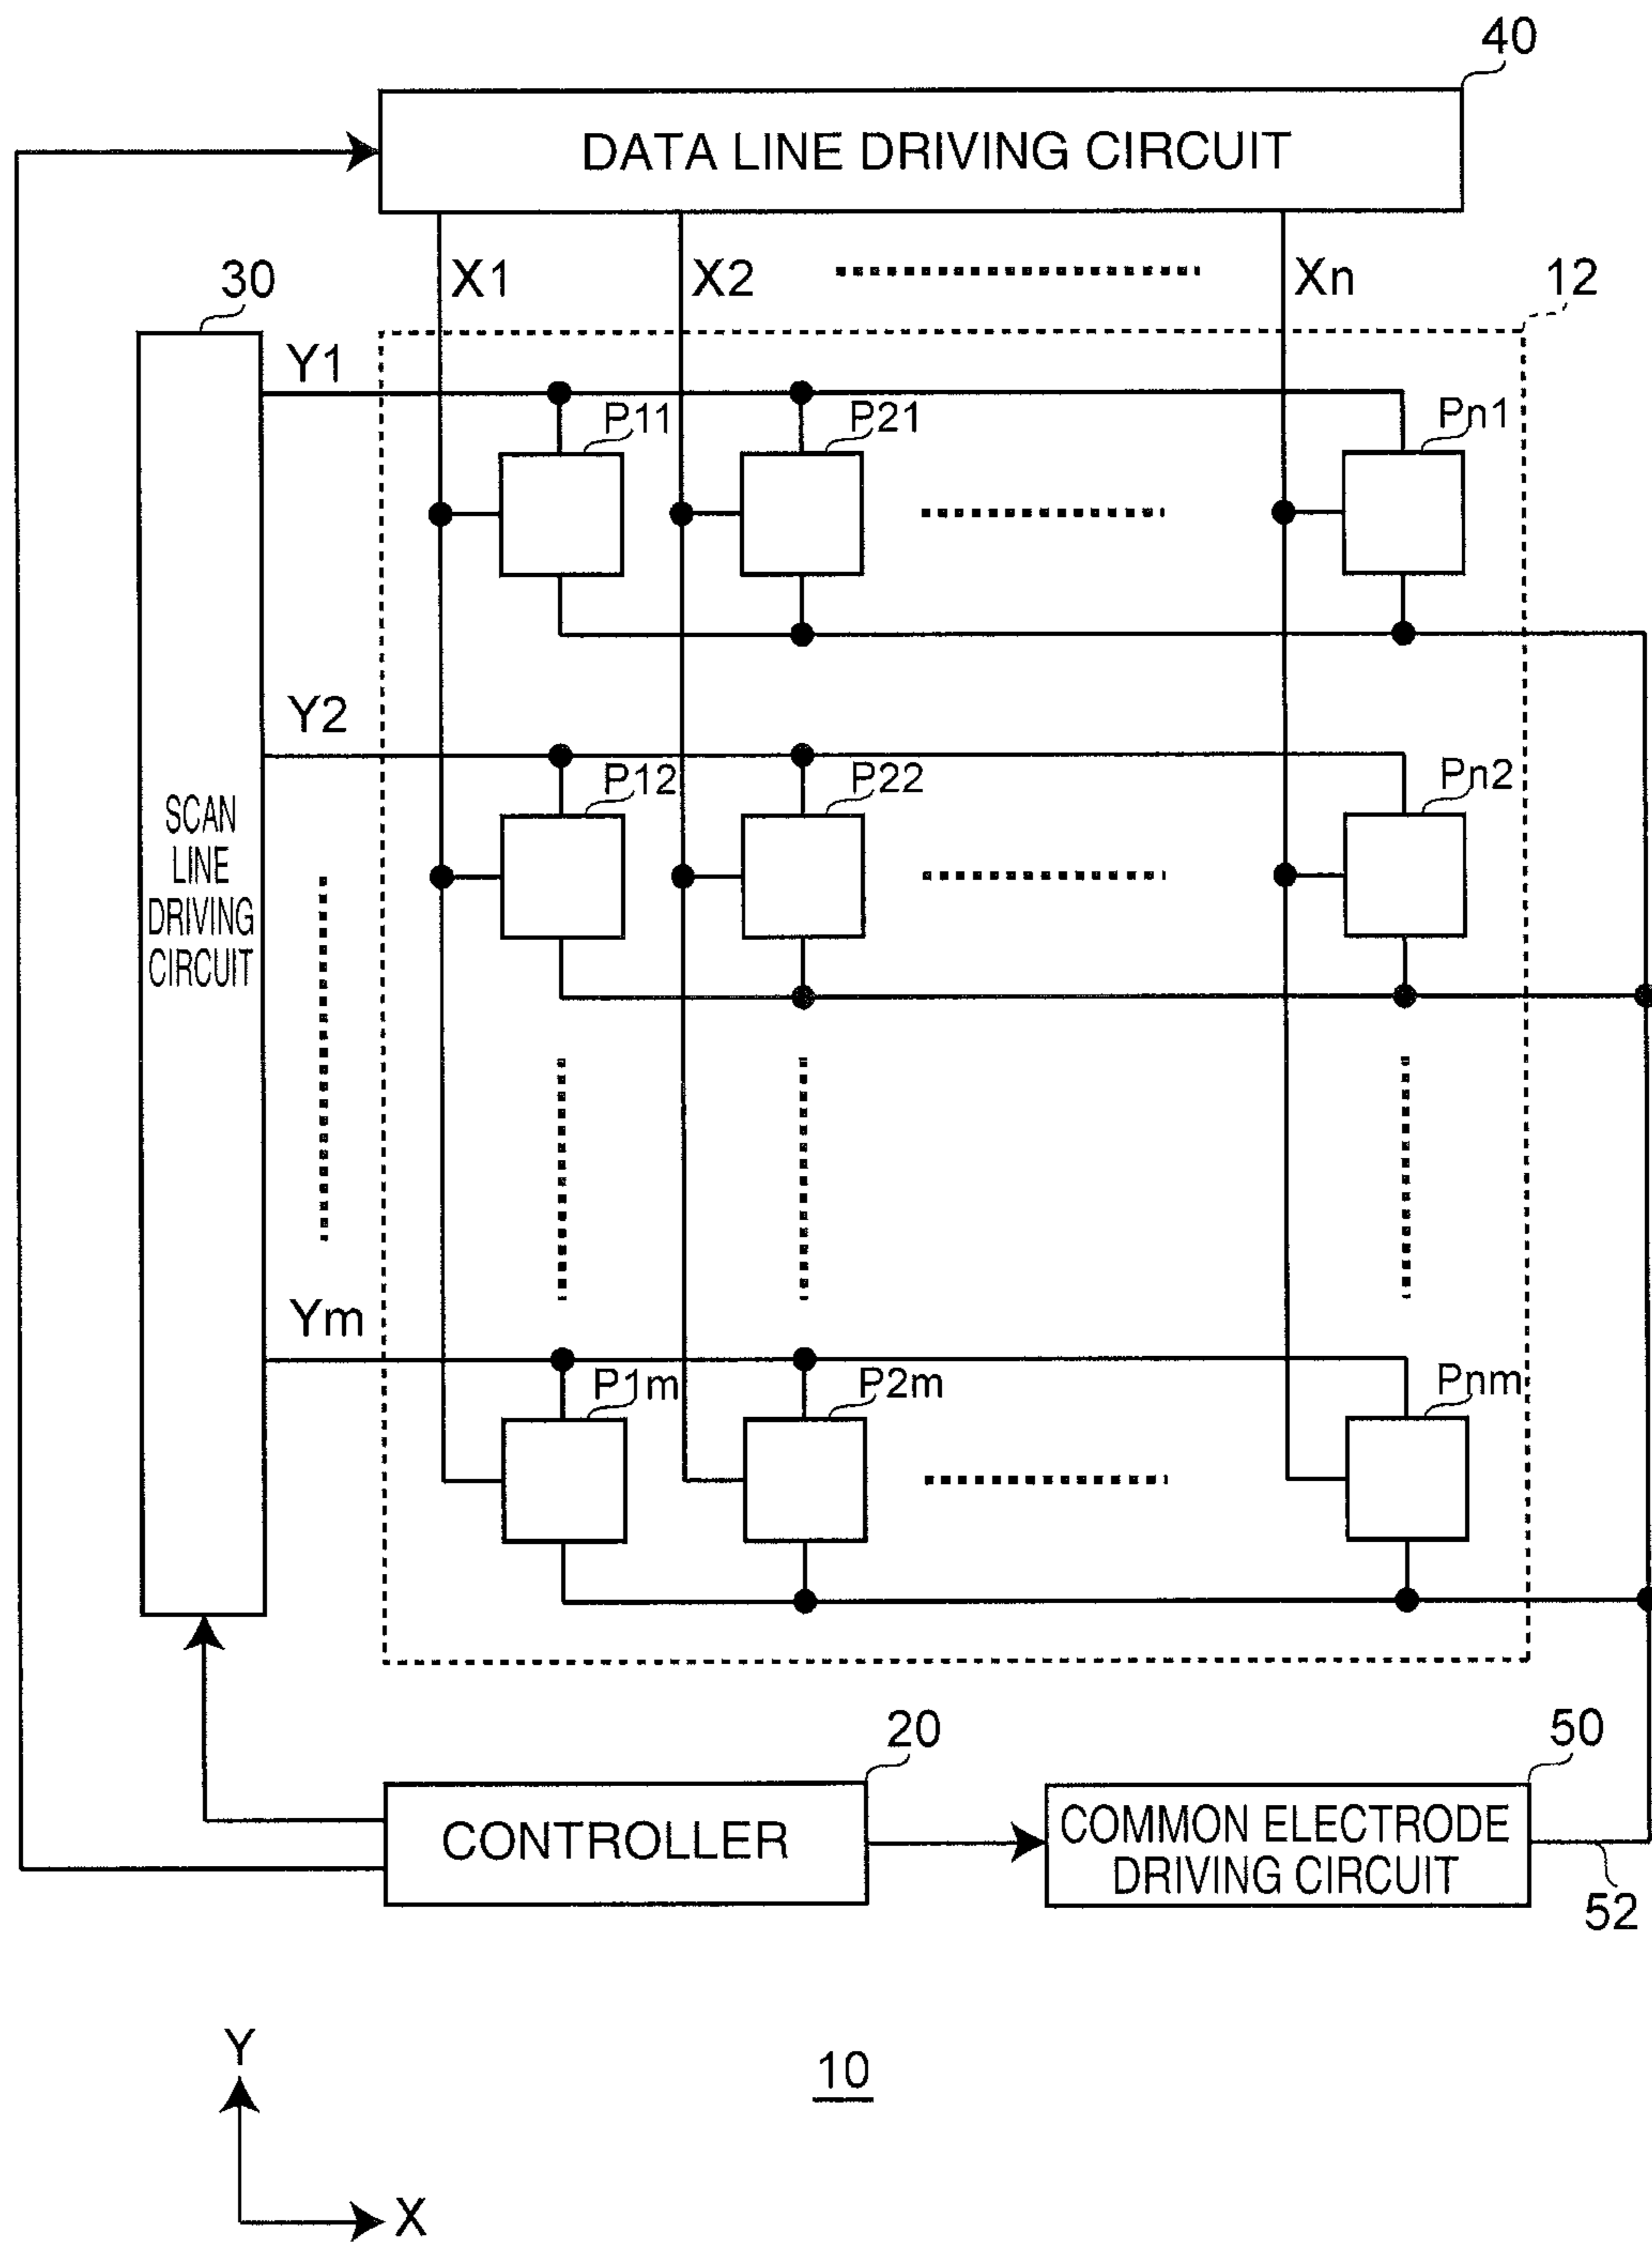 40
DATA LINE DRIVING CIRCUIT
X1 X2 Xn
30
12
Y1
P11 P21 Pn1
Y2
P12 P22 Pn2
SCAN
LINE
DRIVING
CIRCUIT
Ym
P1m P2m Pnm
20
50
CONTROLLER
COMMON ELECTRODE
DRIVING CIRCUIT
52
Y
10
X